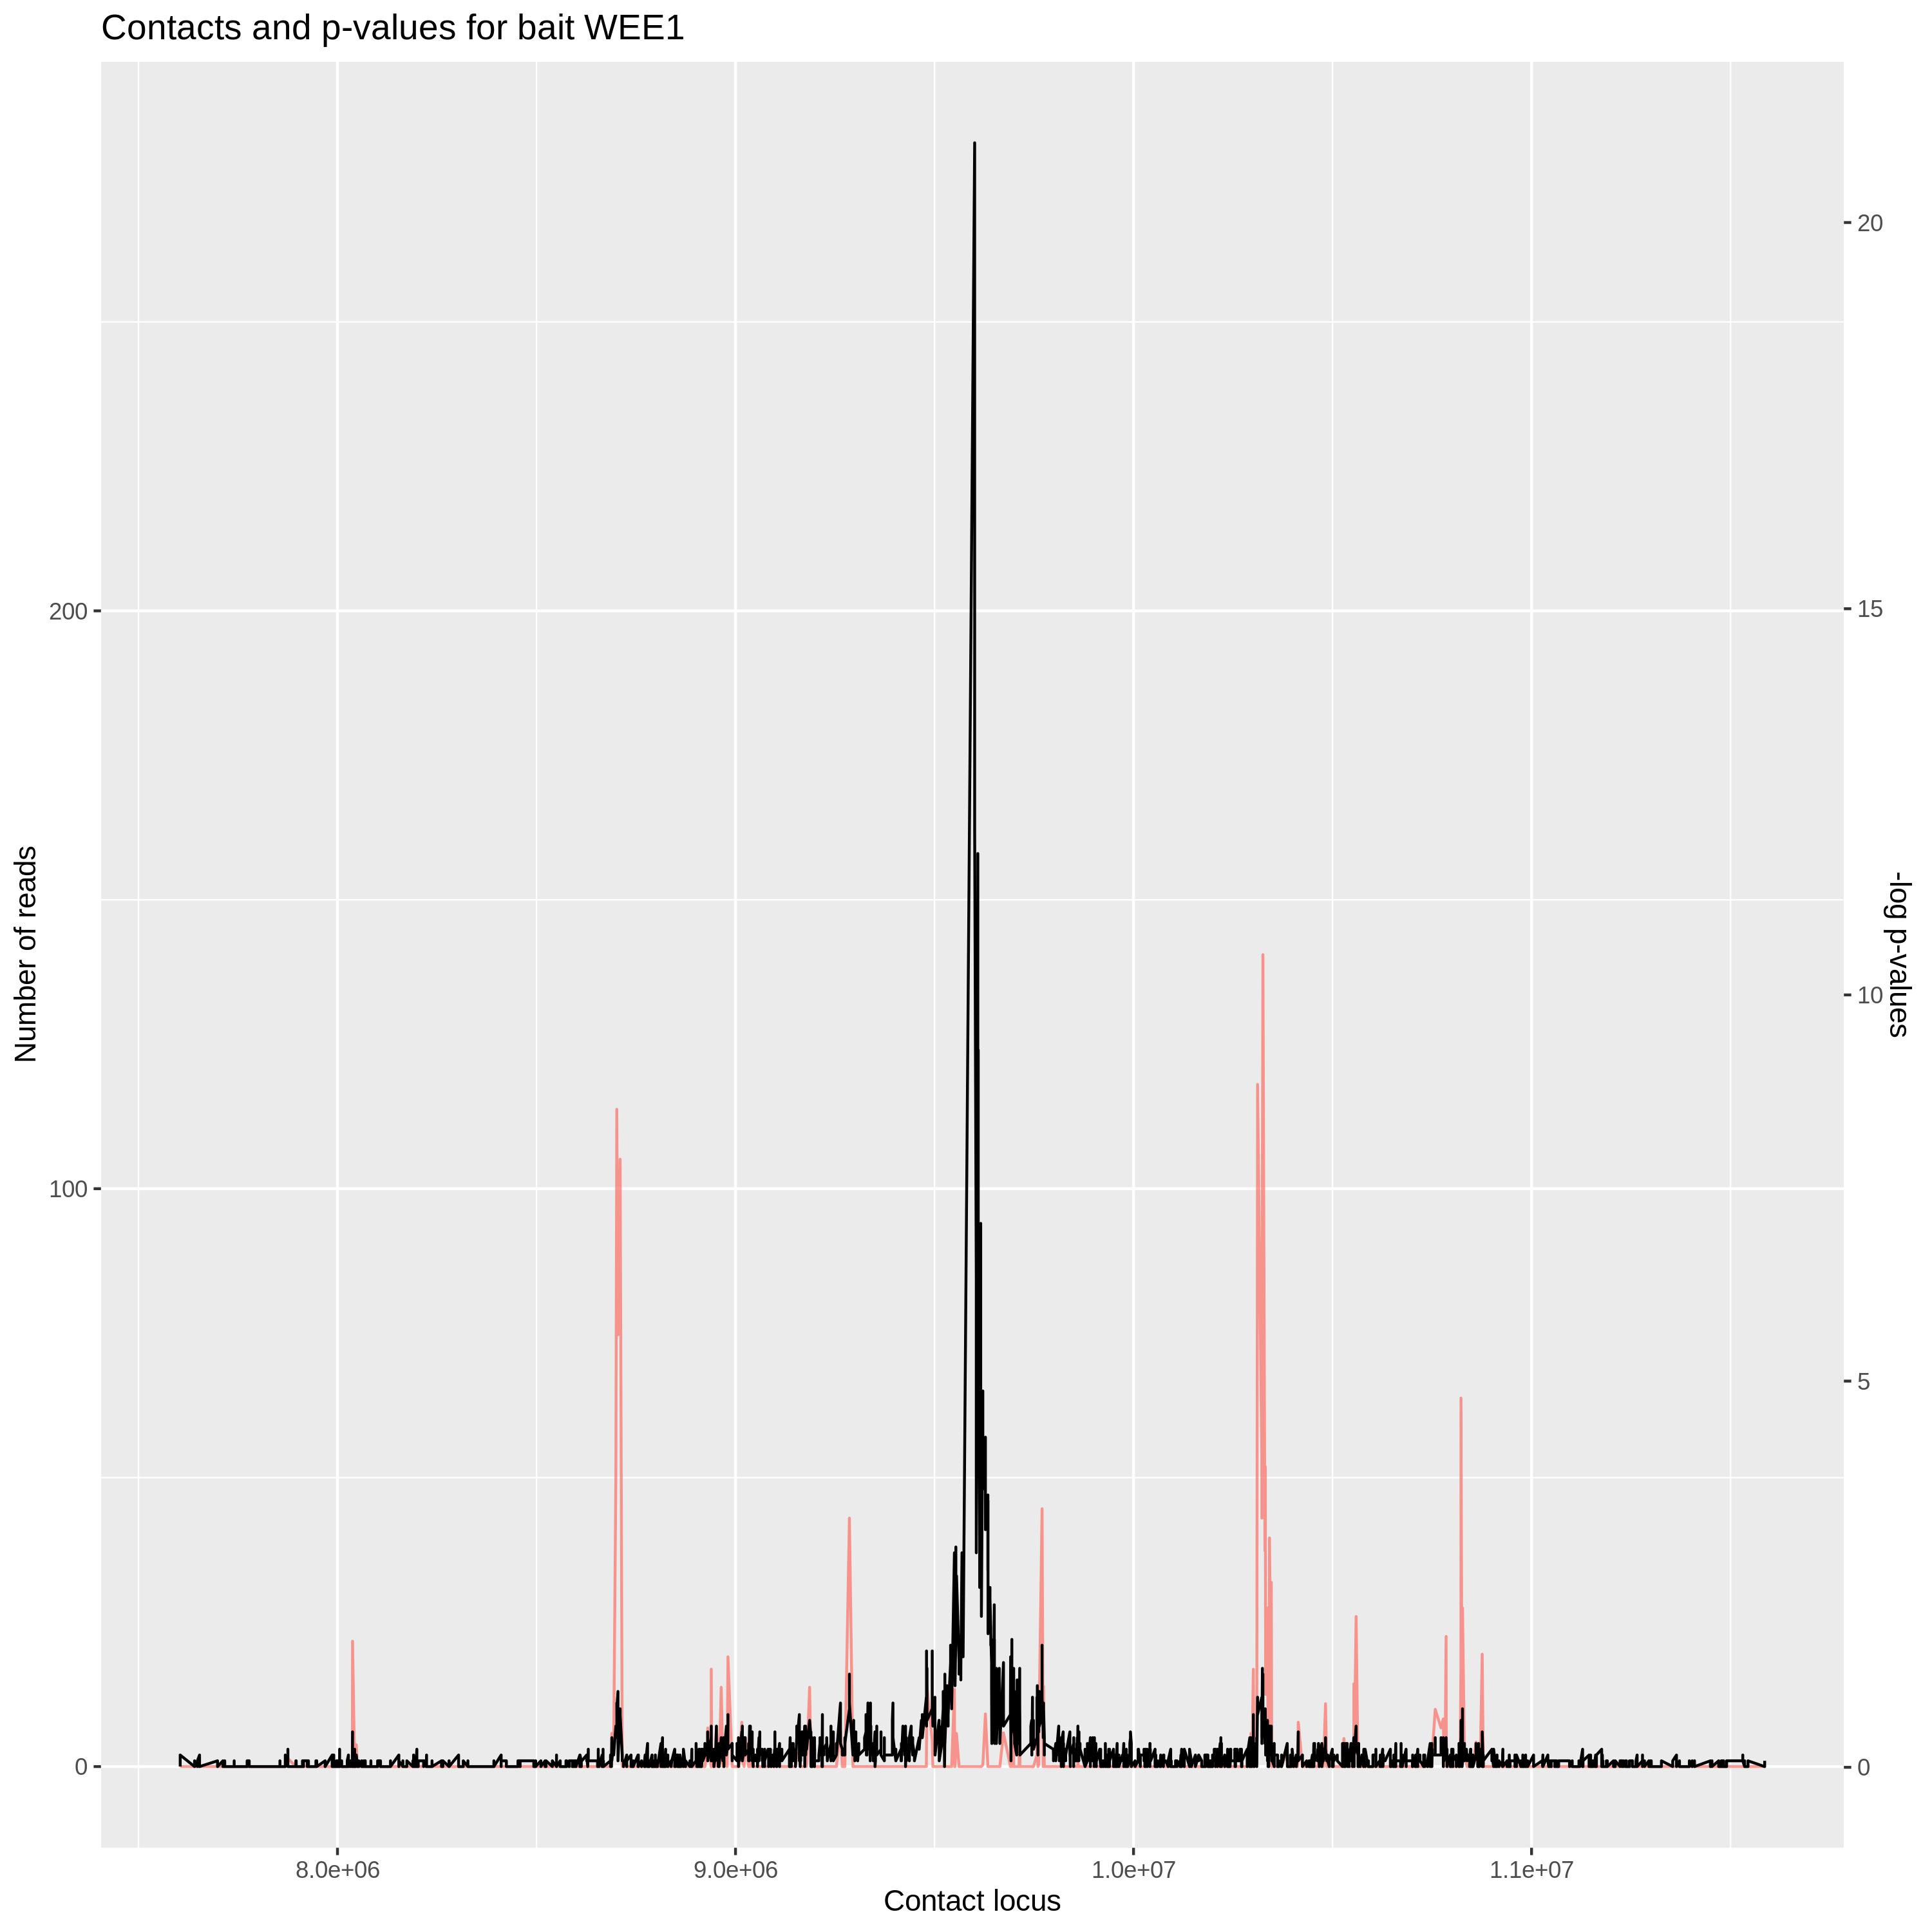 Contacts and p-values for bait WEE1
Number of reads
200
100
0
20
15
10
5
0
-log p-values
8.0e+06
9.0e+06
1.0e+07
1.1e+07
Contact locus